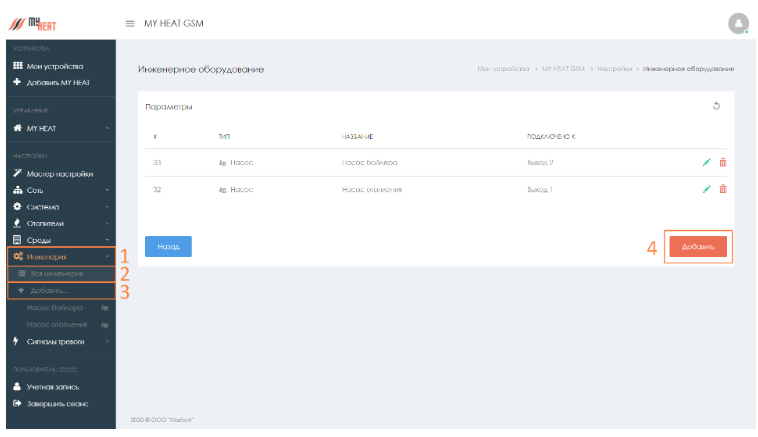 MY HEAT
MY HEAT GSM
УСТРОЙСТВА
Мои устройства
Добавить MY HEAT
УПРАВЛЕНИЕ
MY HEAT
НАСТРОЙКИ
Мастер настройки
Сеть
Система
Отопители
Среды
Инженерия
1
Вся инженерия
2
Добавить...
3
Насос бойлера
Насос отопления
Сигналы тревоги
ПОЛЬЗОВАТЕЛЬ 522222
Учетная запись
Завершить сеанс
Инженерное оборудование
Мои устройства > MY HEAT GSM > Настройки > Инженерное оборудование
Параметры
# ТИП НАЗВАНИЕ ПОДКЛЮЧЕНО К
33 Насос Насос бойлера Выход 2
32 Насос Насос отопления Выход 1
Назад
4
Добавить
2020 © ООО "Майхит"